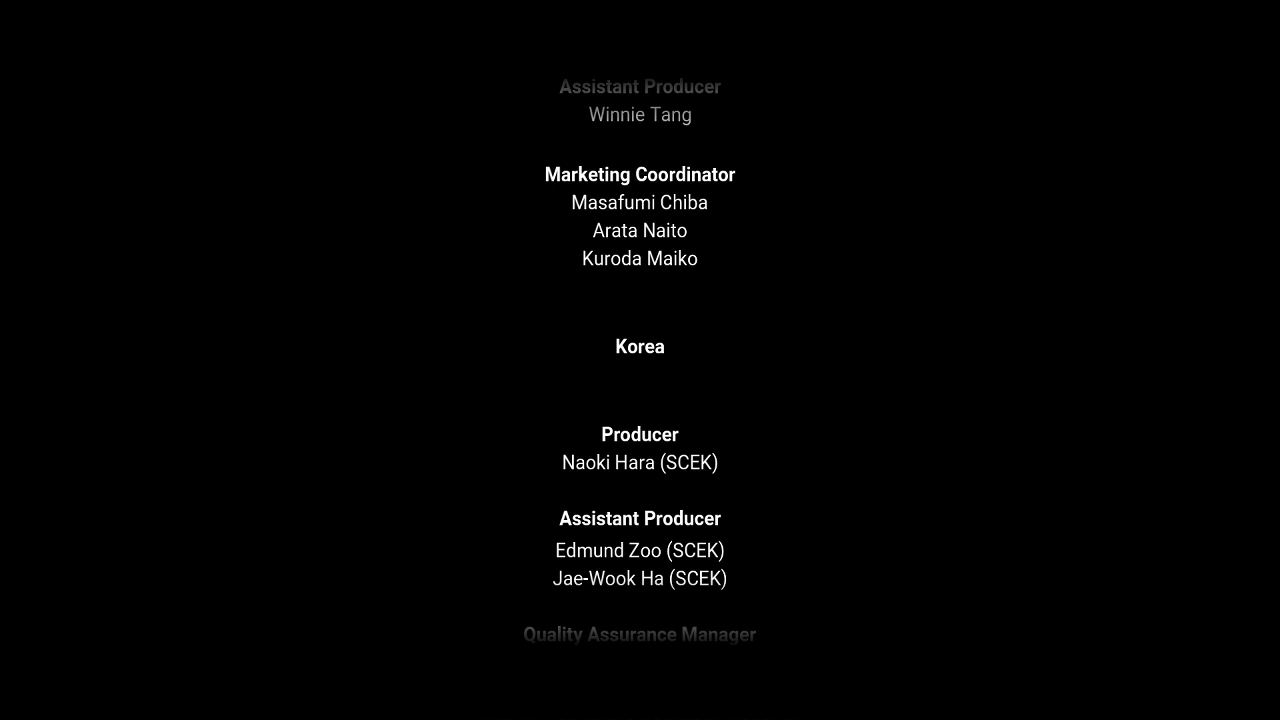 Assistant Producer
Winnie Tang
Marketing Coordinator
Masafumi Chiba
Arata Naito
Kuroda Maiko
Korea
Producer
Naoki Hara (SCEK)
Assistant Producer
Edmund Zoo (SCEK)
Jae-Wook Ha (SCEK)
Quality Assurance Manager